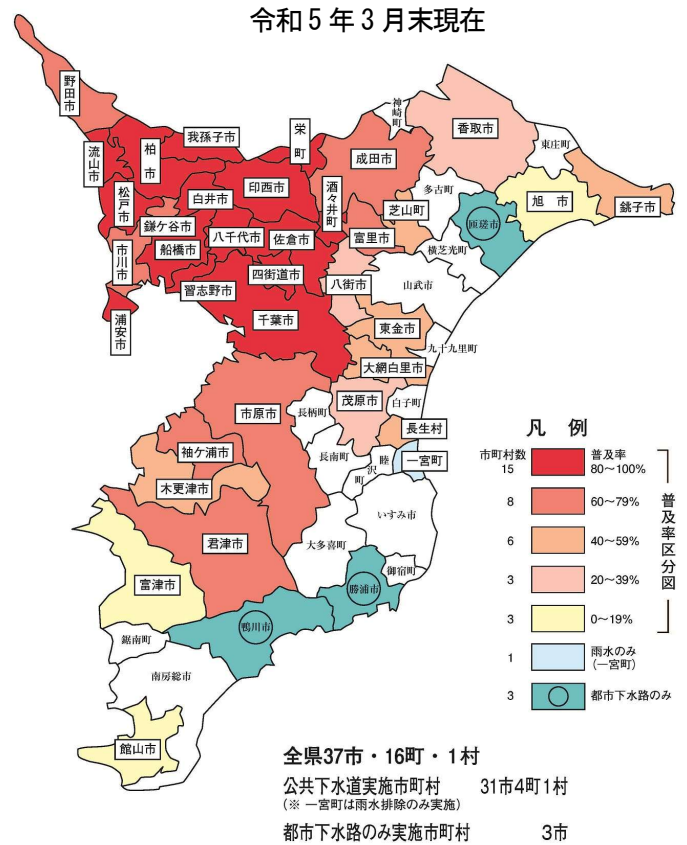 令和5年3月末現在
野田市
流山市
柏市
我孫子市
栄町
神崎町
香取市
東庄町
成田市
松戸市
白井市
印西市
酒々井町
多古町
芝山町
匝瑳市
旭市
銚子市
鎌ケ谷市
市川市
船橋市
八千代市
佐倉市
富里市
横芝光町
四街道市
八街市
山武市
習志野市
浦安市
千葉市
東金市
九十九里町
大網白里市
市原市
長柄町
茂原市
白子町
長生村
袖ケ浦市
長南町
睦沢町
一宮町
木更津市
いすみ市
君津市
大多喜町
富津市
御宿町
勝浦市
鴨川市
鋸南町
南房総市
館山市
凡例
市町村数 普及率
15 80～100%
8 60～79%
6 40～59%
3 20～39%
3 0～19%
普及率区分図
1 雨水のみ
（一宮町）
3 都市下水路のみ
全県37市・16町・1村
公共下水道実施市町村 31市4町1村
（※ 一宮町は雨水排除のみ実施）
都市下水路のみ実施市町村 3市